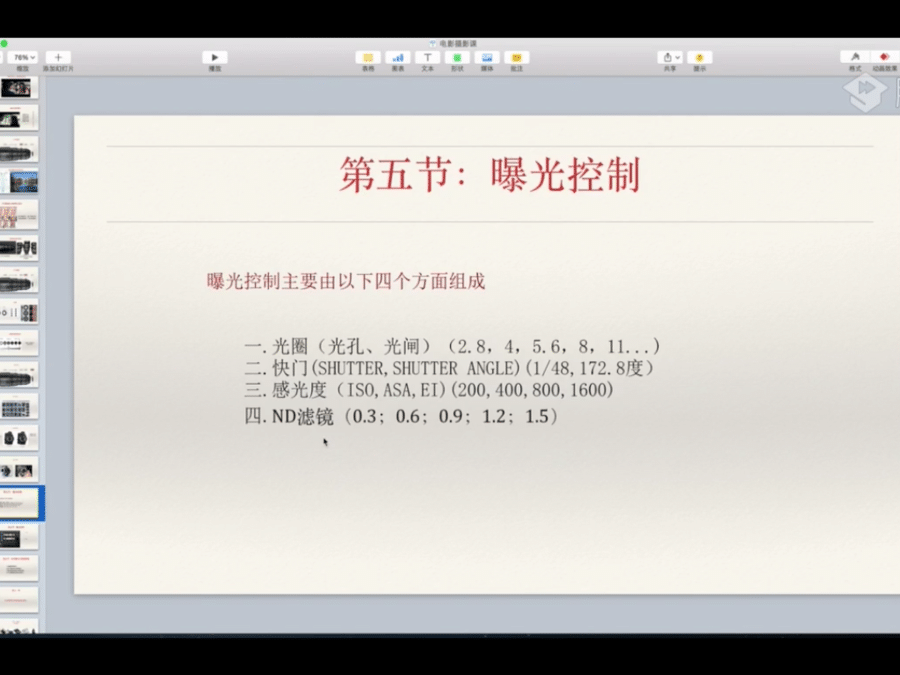 电影摄影课
76%
添加幻灯片
播放
表格
图表
文本
形状
媒体
批注
共享
提示
格式
动画效果
第五节：曝光控制
曝光控制主要由以下四个方面组成
一.光圈（光孔、光闸）（2.8，4，5.6，8，11...）
二.快门(SHUTTER,SHUTTER ANGLE)(1/48,172.8度）
三.感光度（ISO,ASA,EI)(200,400,800,1600)
四.ND滤镜（0.3；0.6；0.9；1.2；1.5）